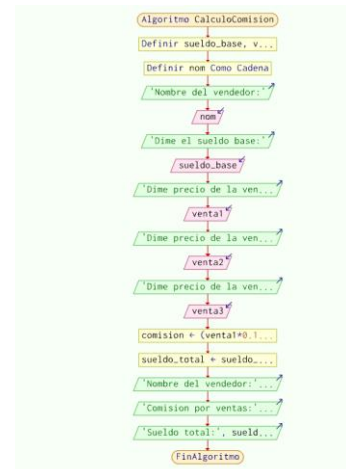 Algoritmo CalculoComision
Definir sueldo_base, v...
Definir nom Como Cadena
'Nombre del vendedor:'
nom
'Dime el sueldo base:'
sueldo_base
'Dime precio de la ven...
venta1
'Dime precio de la ven...
venta2
'Dime precio de la ven...
venta3
comision ← (venta1*0.1...
sueldo_total ← sueldo_...
'Nombre del vendedor:'...
'Comision por ventas:'...
'Sueldo total:', sueld...
FinAlgoritmo